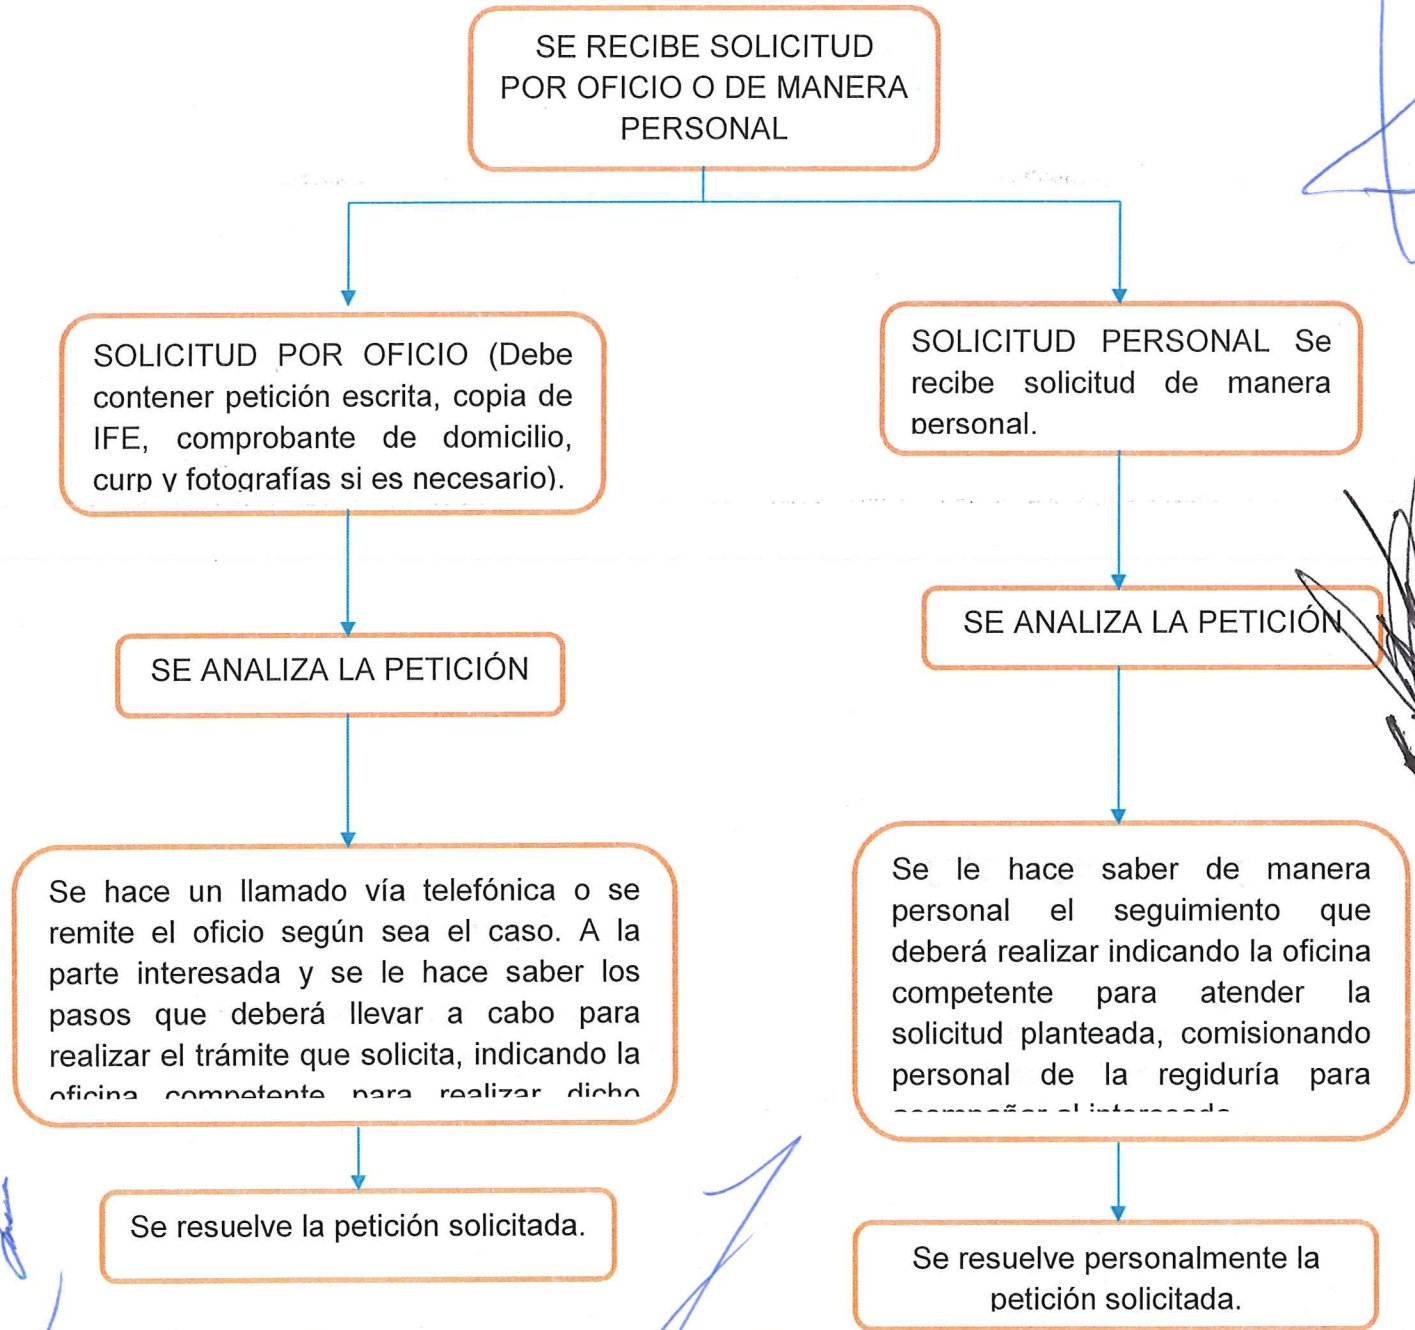 SE RECIBE SOLICITUD
POR OFICIO O DE MANERA
PERSONAL
SOLICITUD POR OFICIO (Debe
contener petición escrita, copia de
IFE, comprobante de domicilio,
curp y fotografías si es necesario).
SE ANALIZA LA PETICIÓN
Se hace un llamado vía telefónica o se
remite el oficio según sea el caso. A la
parte interesada y se le hace saber los
pasos que deberá llevar a cabo para
realizar el trámite que solicita, indicando la
oficina competente para realizar dicho
Se resuelve la petición solicitada.
SOLICITUD PERSONAL Se
recibe solicitud de manera
personal.
SE ANALIZA LA PETICIÓN
Se le hace saber de manera
personal el seguimiento que
deberá realizar indicando la oficina
competente para atender la
solicitud planteada, comisionando
personal de la regiduría para
acompañar al interesado
Se resuelve personalmente la
petición solicitada.